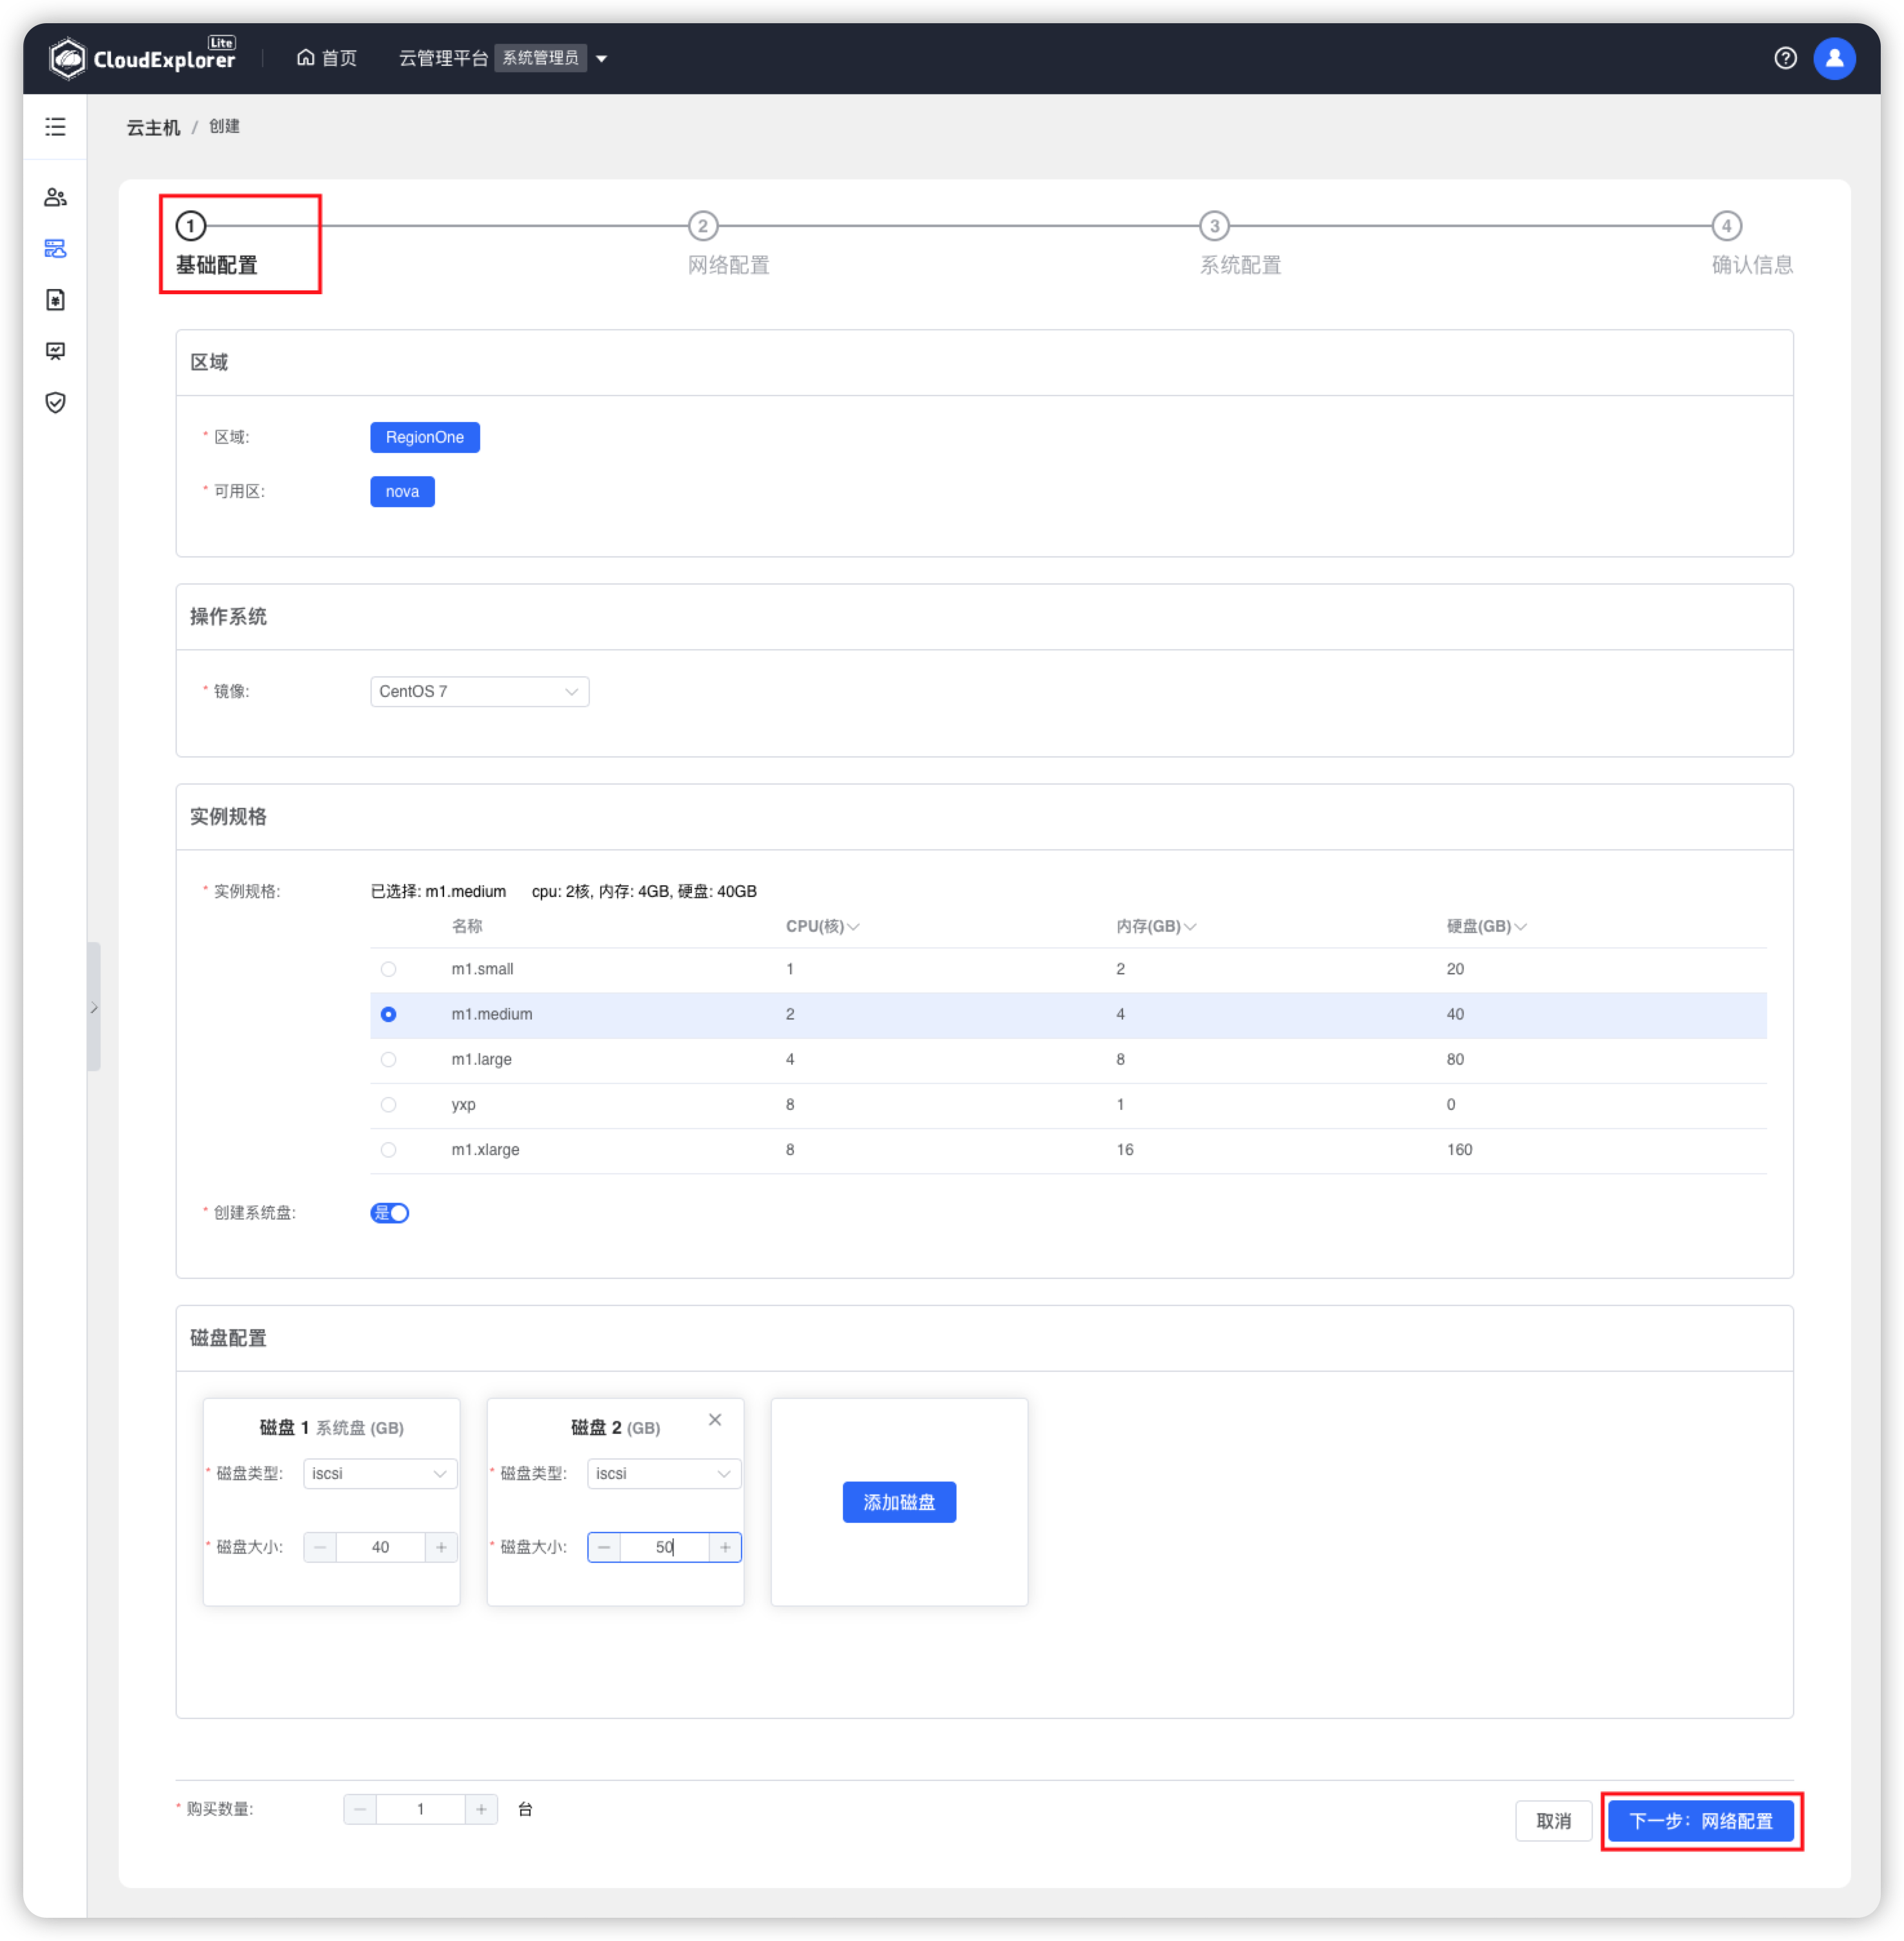 CloudExplorer Lite
首页 云管理平台 系统管理员
云主机 / 创建
1 2 3 4
基础配置 网络配置 系统配置 确认信息
区域
* 区域: RegionOne
* 可用区: nova
操作系统
* 镜像: CentOS 7
实例规格
* 实例规格: 已选择: m1.medium cpu: 2核, 内存: 4GB, 硬盘: 40GB
名称 CPU(核) 内存(GB) 硬盘(GB)
m1.small 1 2 20
m1.medium 2 4 40
m1.large 4 8 80
yxp 8 1 0
m1.xlarge 8 16 160
* 创建系统盘: 是
磁盘配置
磁盘 1 系统盘 (GB)
* 磁盘类型: iscsi
* 磁盘大小: − 40 +
磁盘 2 (GB)
* 磁盘类型: iscsi
* 磁盘大小: − 50 +
添加磁盘
* 购买数量: − 1 + 台
取消 下一步：网络配置